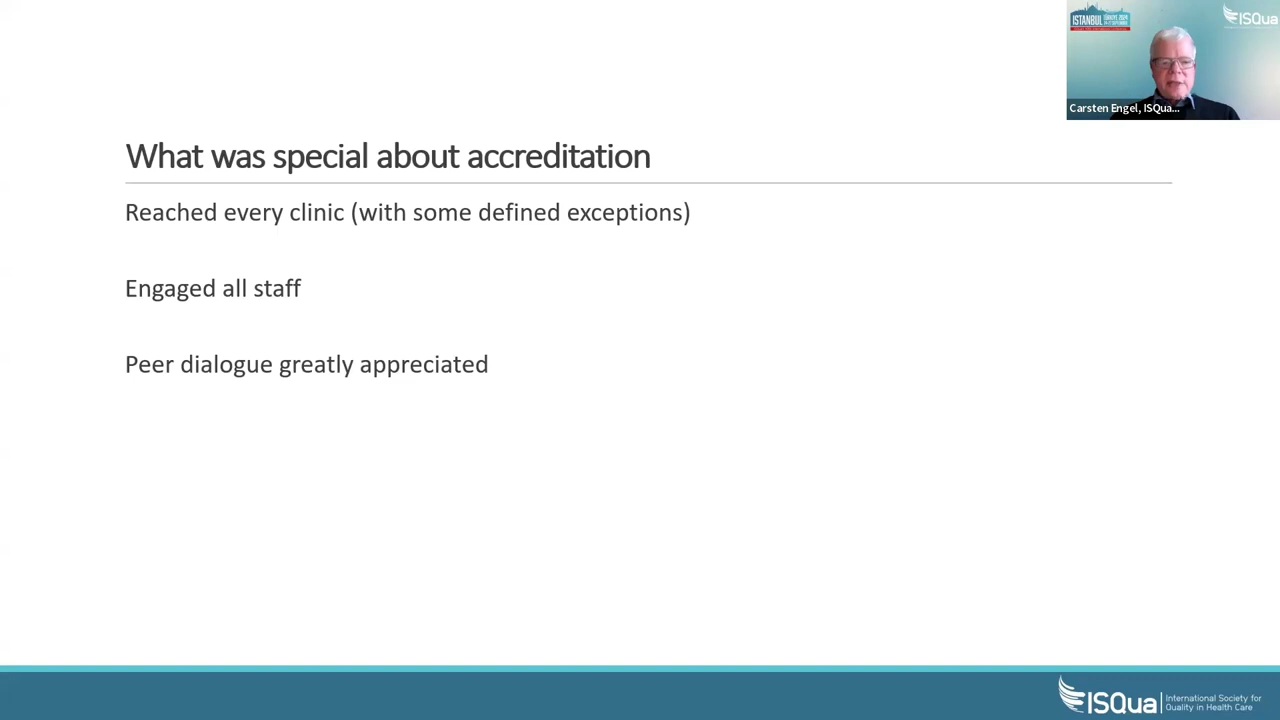 ISTANBUL
ISQua
Carsten Engel, ISQua...
What was special about accreditation
Reached every clinic (with some defined exceptions)
Engaged all staff
Peer dialogue greatly appreciated
ISQua
International Society for
Quality in Health Care